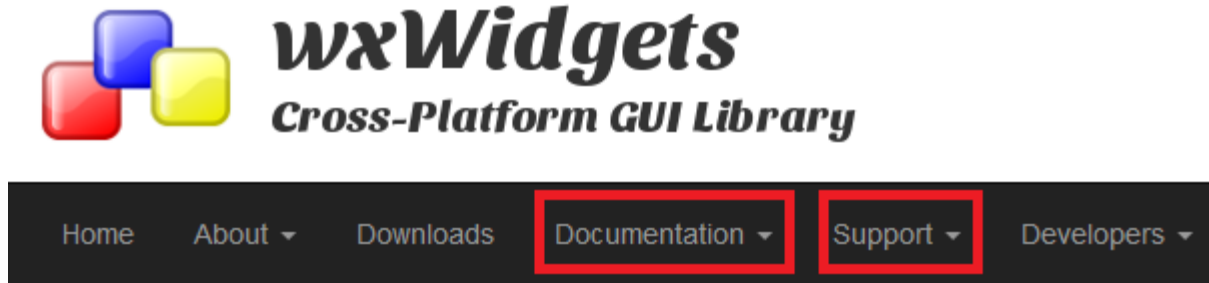 wxWidgets
Cross-Platform GUI Library
Home About Downloads Documentation Support Developers